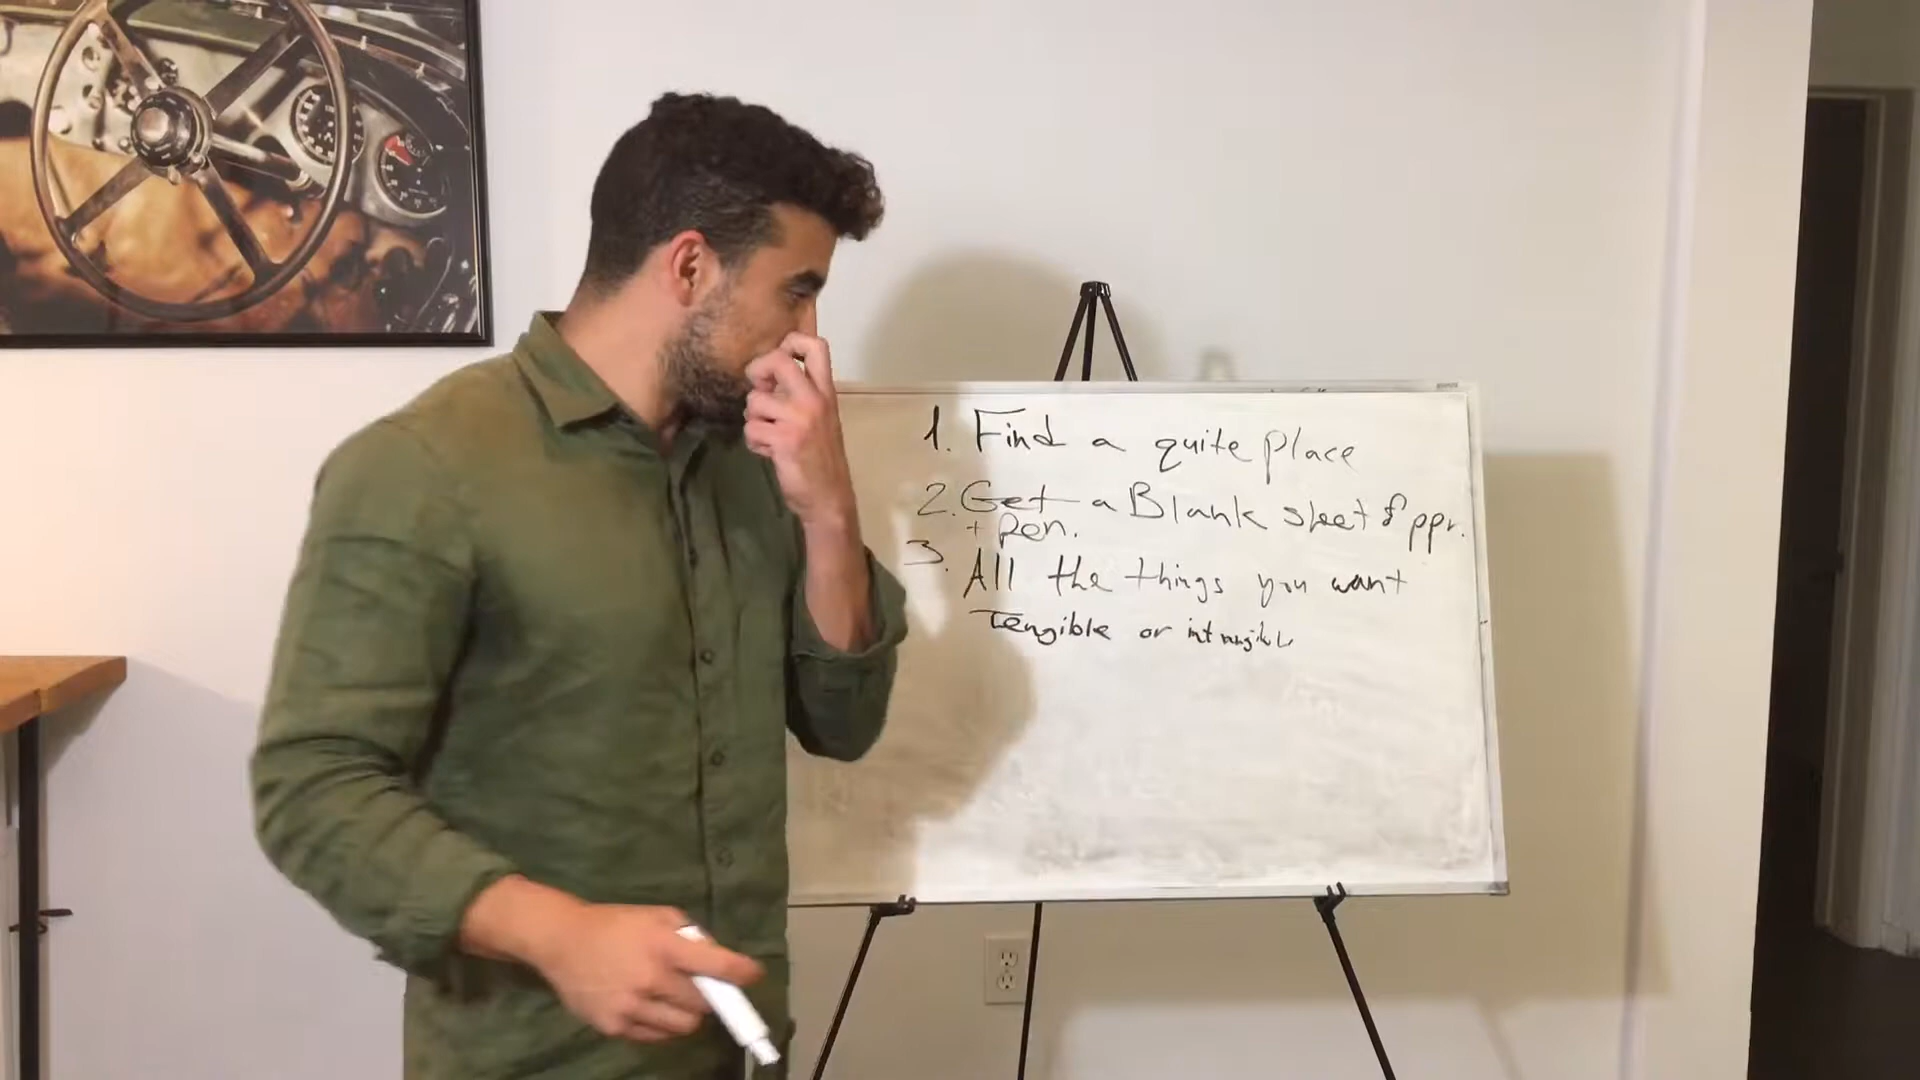 1. Find a quite place
2. Get a Blank sheet of ppr.
+ pen.
3. All the things you want
Tengible or intangible